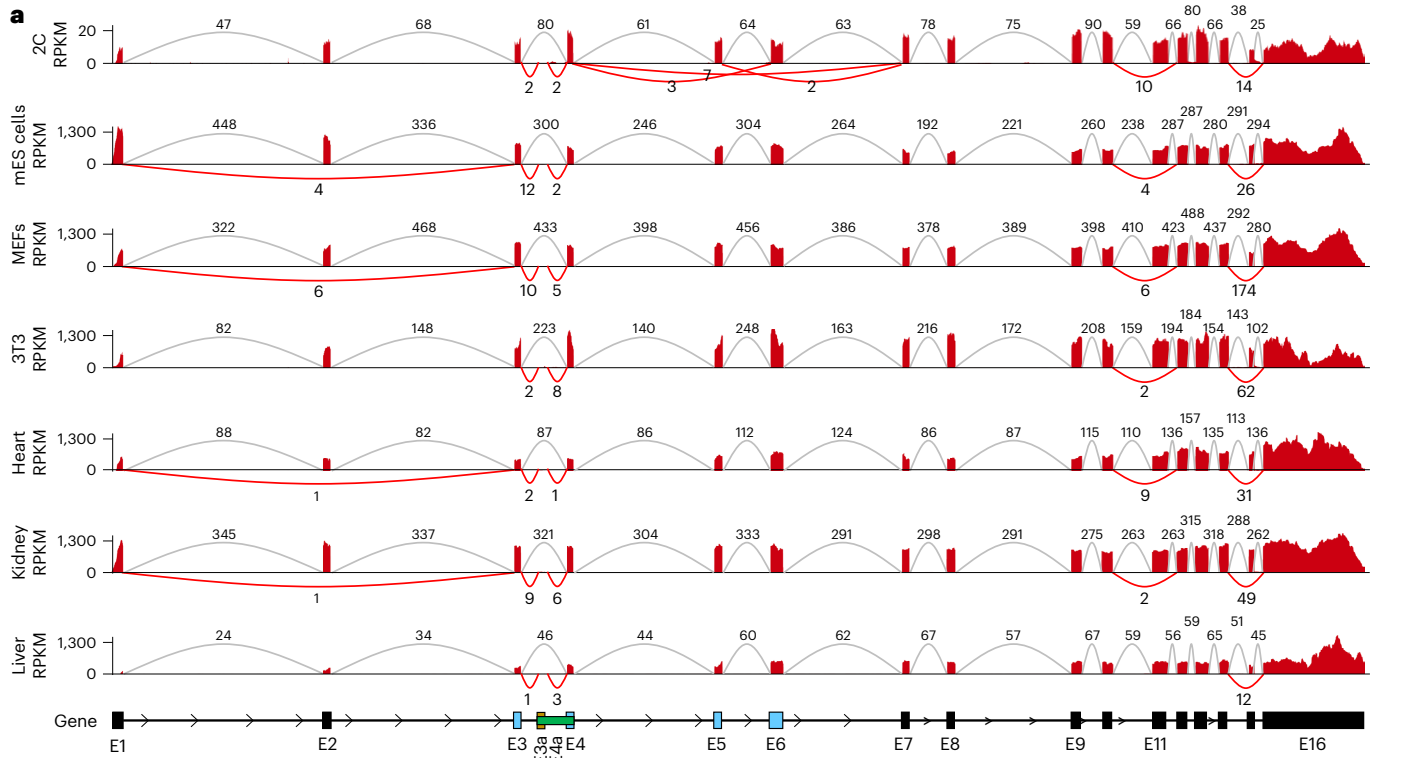 a
2C
RPKM
20
0
47 68 80 61 64 63 78 75 90 59 66 80 66 38 25
2 2 3 7 2 10 14
mES cells
RPKM
1,300
0
448 336 300 246 304 264 192 221 260 238 287 287 280 291 294
4 12 2 4 26
MEFs
RPKM
1,300
0
322 468 433 398 456 386 378 389 398 410 423 488 437 292 280
6 10 5 6 174
3T3
RPKM
1,300
0
82 148 223 140 248 163 216 172 208 159 194 184 154 143 102
2 8 2 62
Heart
RPKM
1,300
0
88 82 87 86 112 124 86 87 115 110 136 157 135 113 136
1 2 1 9 31
Kidney
RPKM
1,300
0
345 337 321 304 333 291 298 291 275 263 263 315 318 288 262
1 9 6 2 49
Liver
RPKM
1,300
0
24 34 46 44 60 62 67 57 67 59 56 59 65 51 45
1 3 12
Gene
E1 E2 E3 E4 E5 E6 E7 E8 E9 E11 E16